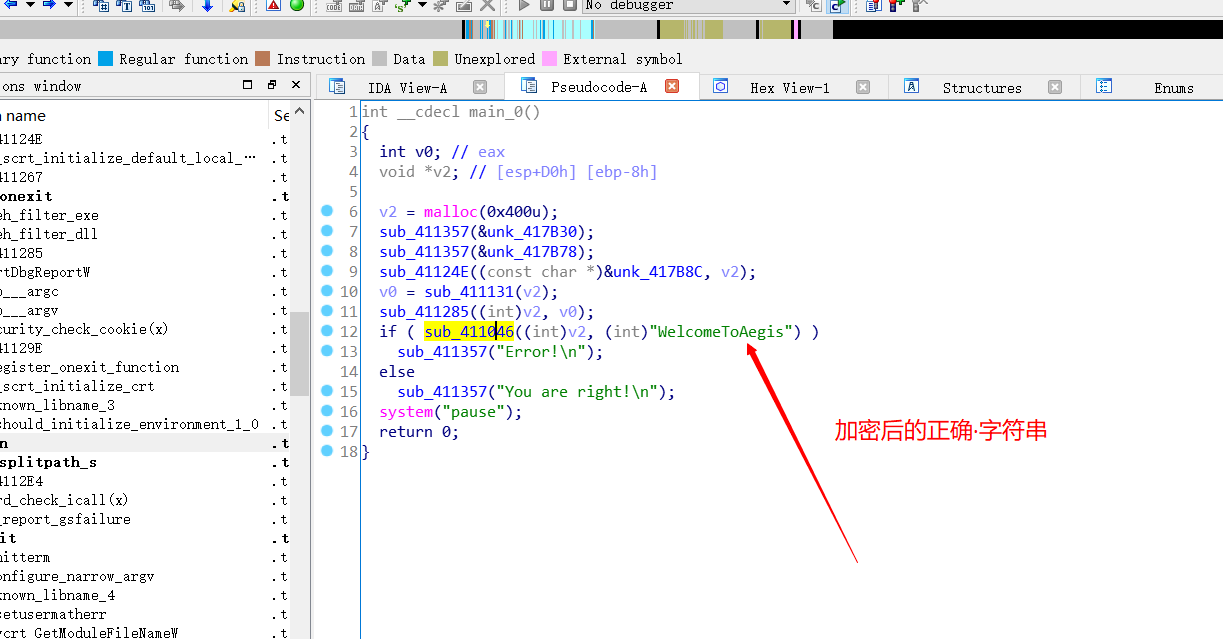 No debugger
ry function Regular function Instruction Data Unexplored External symbol
ons window
IDA View-A Pseudocode-A Hex View-1 Structures Enums
name Se
41124E .t
_scrt_initialize_default_local_… .t
411267 .t
onexit .t
eh_filter_exe .t
eh_filter_dll .t
411285 .t
rtDbgReportW .t
p___argc .t
p___argv .t
curity_check_cookie(x) .t
41129E .t
egister_onexit_function .t
_scrt_initialize_crt .t
known_libname_3 .t
should_initialize_environment_1_0 .t
n .t
splitpath_s .t
4112E4 .t
rd_check_icall(x) .t
_report_gsfailure .t
it .t
nitterm .t
onfigure_narrow_argv .t
known_libname_4 .t
setusermatherr .t
ycrt GetModuleFileNameW .t
1 int __cdecl main_0()
2 {
3 int v0; // eax
4 void *v2; // [esp+D0h] [ebp-8h]
5
6 v2 = malloc(0x400u);
7 sub_411357(&unk_417B30);
8 sub_411357(&unk_417B78);
9 sub_41124E((const char *)&unk_417B8C, v2);
10 v0 = sub_411131(v2);
11 sub_411285((int)v2, v0);
12 if ( sub_411046((int)v2, (int)"WelcomeToAegis") )
13 sub_411357("Error!\n");
14 else
15 sub_411357("You are right!\n");
16 system("pause");
17 return 0;
18 }
加密后的正确·字符串